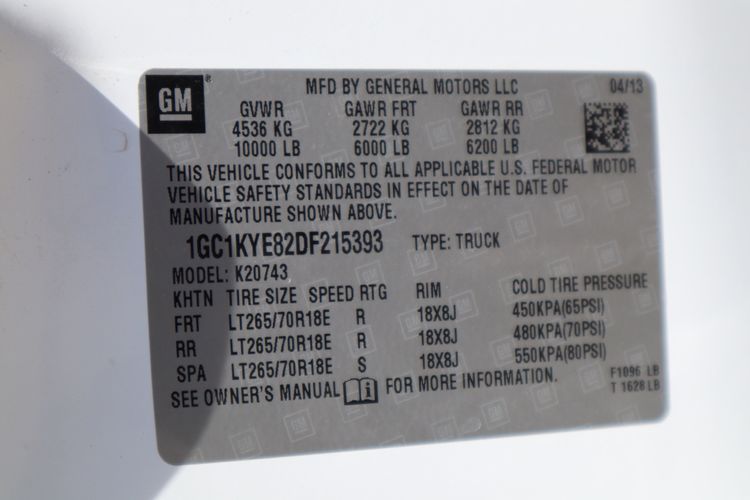 GM ® MFD BY GENERAL MOTORS LLC 04/13
GVWR GAWR FRT GAWR RR
4536 KG 2722 KG 2812 KG
10000 LB 6000 LB 6200 LB
THIS VEHICLE CONFORMS TO ALL APPLICABLE U.S. FEDERAL MOTOR
VEHICLE SAFETY STANDARDS IN EFFECT ON THE DATE OF
MANUFACTURE SHOWN ABOVE.
1GC1KYE82DF215393 TYPE: TRUCK
MODEL: K20743
KHTN TIRE SIZE SPEED RTG RIM COLD TIRE PRESSURE
FRT LT265/70R18E R 18X8J 450KPA(65PSI)
RR LT265/70R18E R 18X8J 480KPA(70PSI)
SPA LT265/70R18E S 18X8J 550KPA(80PSI)
SEE OWNER'S MANUAL i FOR MORE INFORMATION.
F1096 LB
T 1628 LB